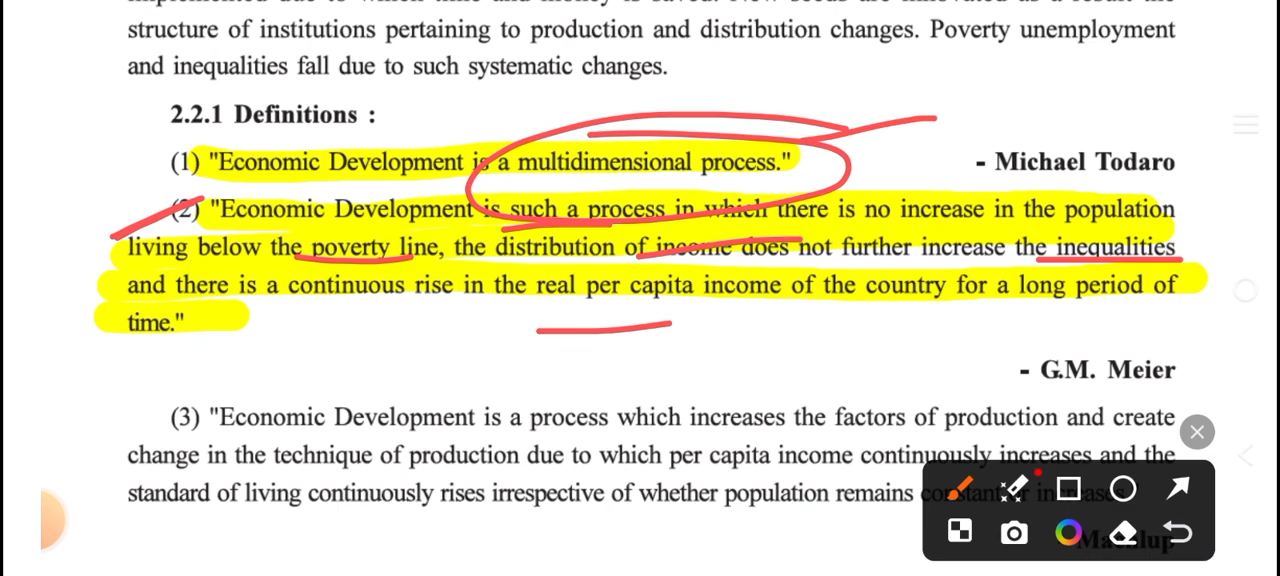 structure of institutions pertaining to production and distribution changes. Poverty unemployment
and inequalities fall due to such systematic changes.
2.2.1 Definitions :
(1) "Economic Development is a multidimensional process." - Michael Todaro
(2) "Economic Development is such a process in which there is no increase in the population
living below the poverty line, the distribution of income does not further increase the inequalities
and there is a continuous rise in the real per capita income of the country for a long period of
time."
- G.M. Meier
(3) "Economic Development is a process which increases the factors of production and create
change in the technique of production due to which per capita income continuously increases and the
standard of living continuously rises irrespective of whether population remains constant or increases."
Machlup